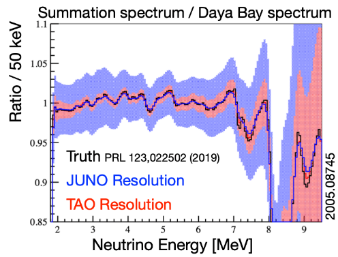 Summation spectrum / Daya Bay spectrum
Ratio / 50 keV
1.1
1.05
1
0.95
0.9
0.85
Truth PRL 123,022502 (2019)
JUNO Resolution
TAO Resolution
2005.08745
2 3 4 5 6 7 8 9
Neutrino Energy [MeV]